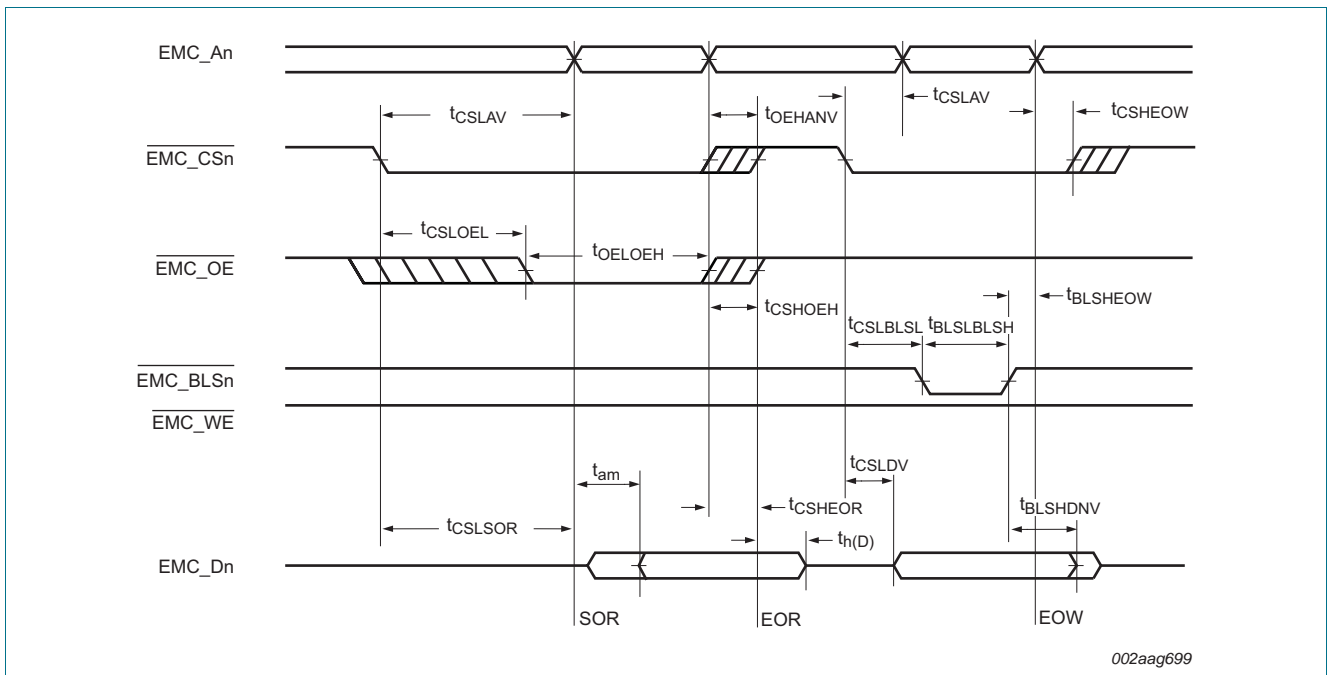 EMC_An
tCSLAV
tOEHANV
tCSLAV
tCSHEOW
EMC_CSn
tCSLOEL
tOELOEH
EMC_OE
tCSHOEH
tBLSHEOW
tCSLBLSL
tBLSLBLSH
EMC_BLSn
EMC_WE
tam
tCSLDV
tCSLSOR
tCSHEOR
tBLSHDNV
th(D)
EMC_Dn
SOR
EOR
EOW
002aag699